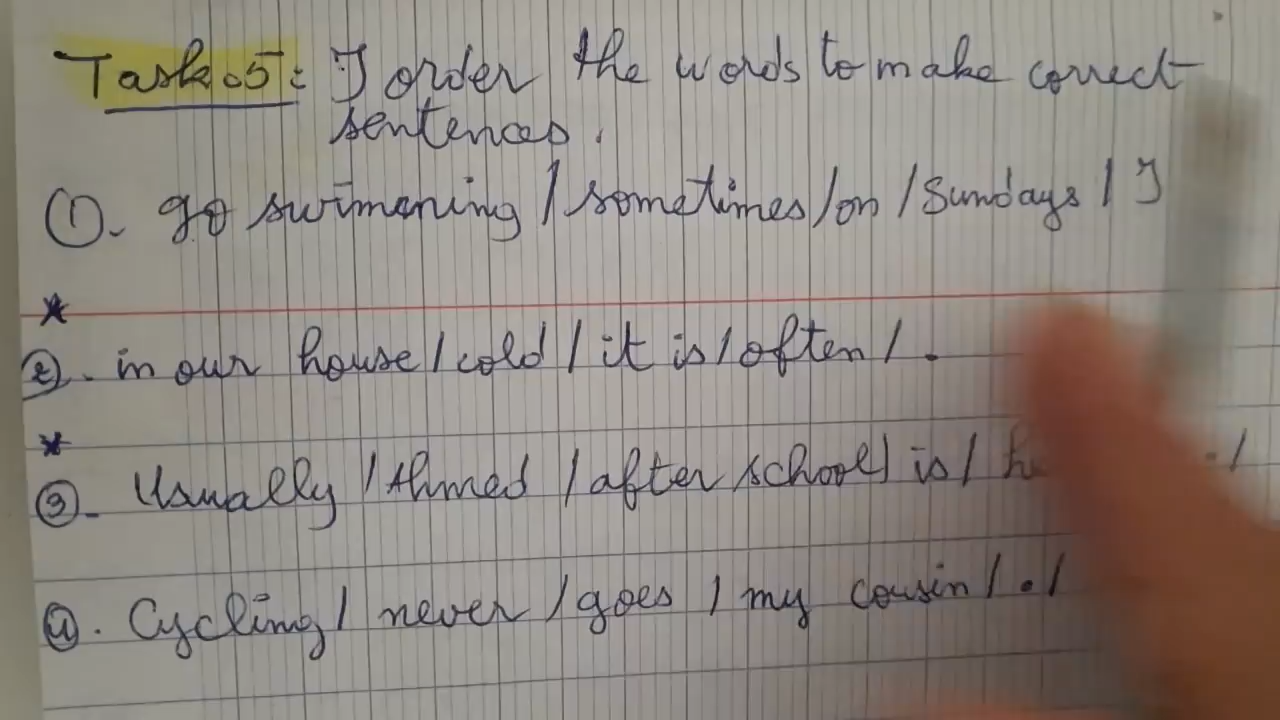 Task 05: I order the words to make correct
sentences.
①. go swimming / sometimes / on / Sundays / I
②. in our house / cold / it is / often / .
③. Usually / Ahmed / after school / is / . /
④. Cycling / never / goes / my cousin / . /